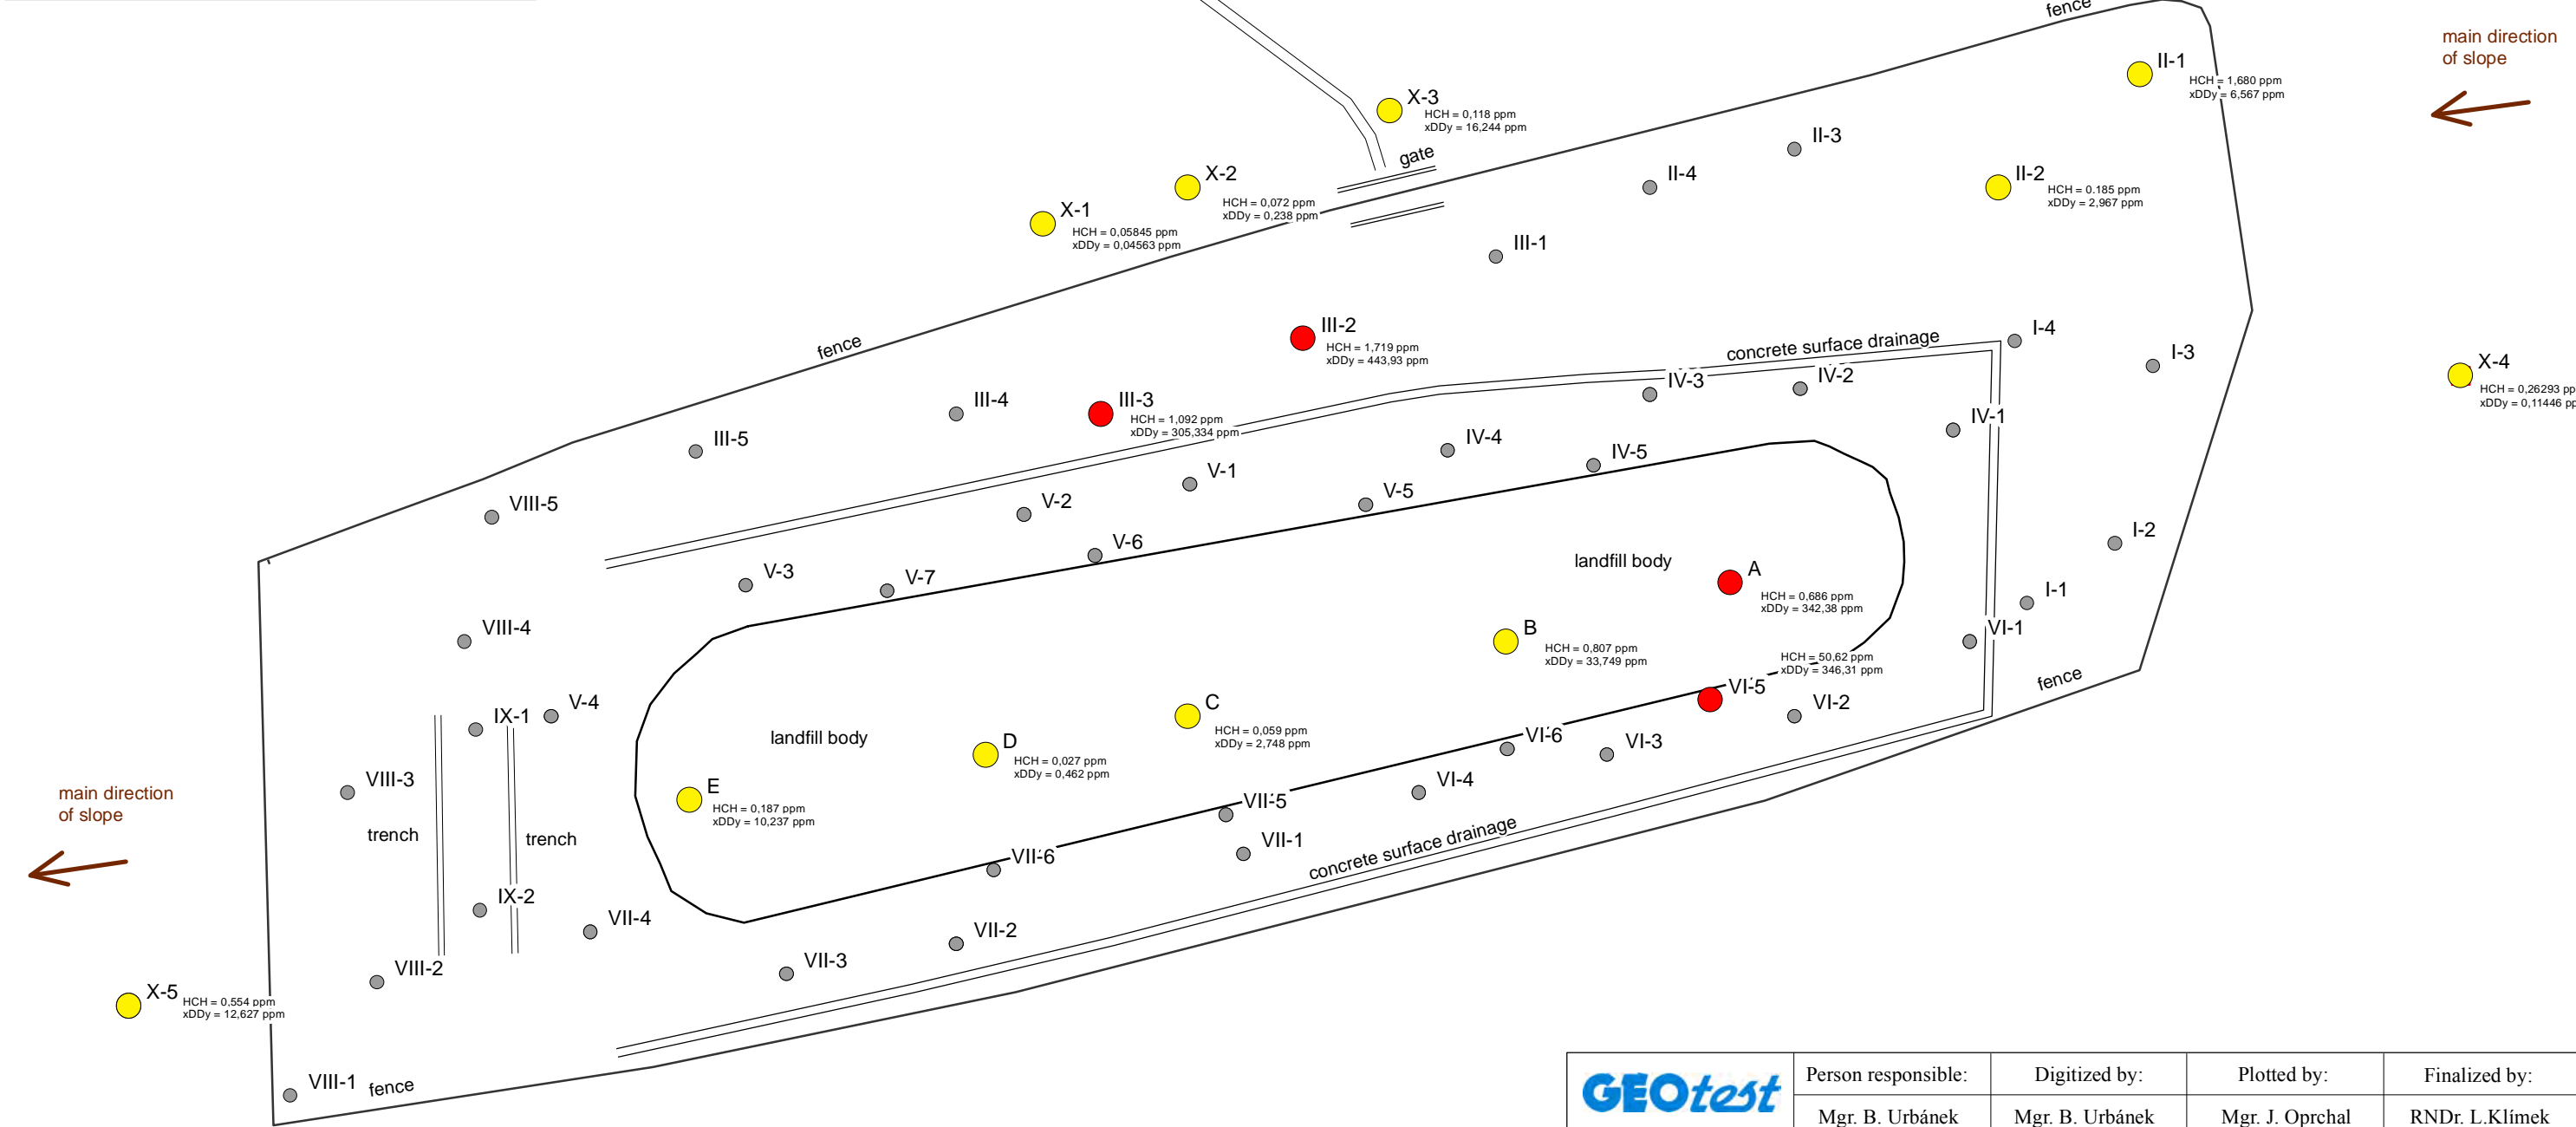 fence
main direction
of slope
II-1
HCH = 1,680 ppm
xDDy = 6,567 ppm
X-3
HCH = 0,118 ppm
xDDy = 16,244 ppm
gate
II-3
X-2
HCH = 0,072 ppm
xDDy = 0,238 ppm
II-4
II-2
HCH = 0.185 ppm
xDDy = 2,967 ppm
X-1
HCH = 0,05845 ppm
xDDy = 0,04563 ppm
III-1
III-2
HCH = 1,719 ppm
xDDy = 443,93 ppm
fence
concrete surface drainage
I-4
I-3
X-4
HCH = 0,26293 pp
xDDy = 0,11446 pp
IV-3
IV-2
III-4
III-3
HCH = 1,092 ppm
xDDy = 305,334 ppm
IV-1
III-5
IV-4
IV-5
V-1
V-5
VIII-5
V-2
I-2
V-6
V-3
V-7
landfill body
A
HCH = 0,686 ppm
xDDy = 342,38 ppm
I-1
VIII-4
B
HCH = 0,807 ppm
xDDy = 33,749 ppm
VI-1
HCH = 50,62 ppm
xDDy = 346,31 ppm
VI-5
fence
IX-1
V-4
C
HCH = 0,059 ppm
xDDy = 2,748 ppm
VI-2
landfill body
D
HCH = 0,027 ppm
xDDy = 0,462 ppm
VI-6
VI-3
VIII-3
E
HCH = 0,187 ppm
xDDy = 10,237 ppm
VI-4
main direction
of slope
VII-5
trench
trench
VII-1
concrete surface drainage
VII-6
IX-2
VII-4
VII-2
VIII-2
VII-3
X-5
HCH = 0,554 ppm
xDDy = 12,627 ppm
VIII-1
fence
GEOtest
Person responsible:
Digitized by:
Plotted by:
Finalized by:
Mgr. B. Urbánek
Mgr. B. Urbánek
Mgr. J. Oprchal
RNDr. L.Klímek